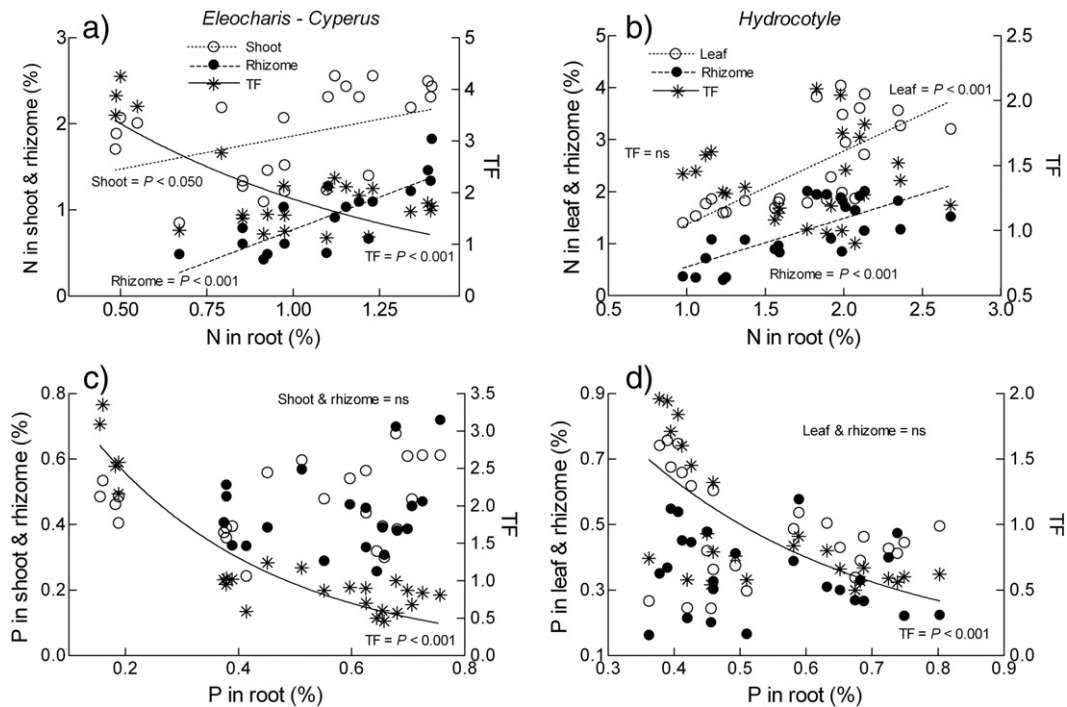 Eleocharis - Cyperus
Hydrocotyle
a)
Shoot
Rhizome
TF
Shoot = P < 0.050
Rhizome = P < 0.001
TF = P < 0.001
N in shoot & rhizome (%)
3
2
1
0
TF
5
4
3
2
1
0
0.50 0.75 1.00 1.25
N in root (%)
b)
Leaf
Rhizome
TF
Leaf = P < 0.001
TF = ns
Rhizome = P < 0.001
N in leaf & rhizome (%)
5
4
3
2
1
0
TF
2.5
2.0
1.5
1.0
0.5
0.5 1.0 1.5 2.0 2.5 3.0
N in root (%)
c)
Shoot & rhizome = ns
TF = P < 0.001
P in shoot & rhizome (%)
0.8
0.6
0.4
0.2
0.0
TF
3.5
3.0
2.5
2.0
1.5
1.0
0.5
0.0
0.2 0.4 0.6 0.8
P in root (%)
d)
Leaf & rhizome = ns
TF = P < 0.001
P in leaf & rhizome (%)
0.9
0.7
0.5
0.3
0.1
TF
2.0
1.5
1.0
0.5
0.0
0.3 0.4 0.5 0.6 0.7 0.8 0.9
P in root (%)